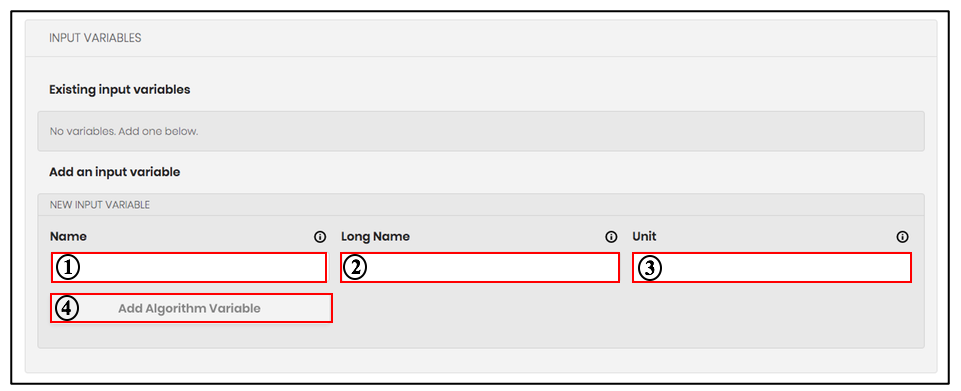 INPUT VARIABLES
Existing input variables
No variables. Add one below.
Add an input variable
NEW INPUT VARIABLE
Name Long Name Unit
1 2 3
4 Add Algorithm Variable